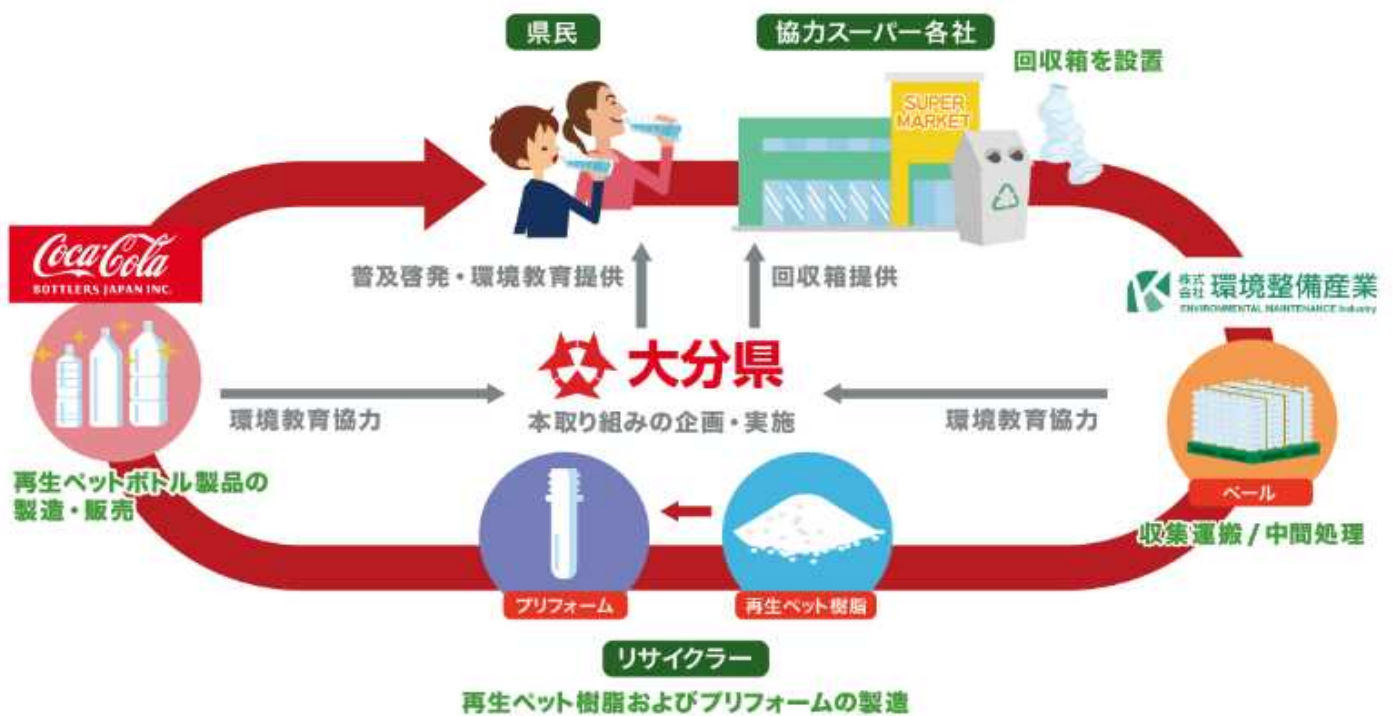 県民
協力スーパー各社
回収箱を設置
SUPER
MARKET
Coca-Cola
BOTTLERS JAPAN INC.
普及啓発・環境教育提供
回収箱提供
株式会社 環境整備産業
ENVIRONMENTAL MAINTENANCE Industry
大分県
環境教育協力
本取り組みの企画・実施
環境教育協力
再生ペットボトル製品の
製造・販売
ベール
収集運搬/中間処理
プリフォーム
再生ペット樹脂
リサイクラー
再生ペット樹脂およびプリフォームの製造